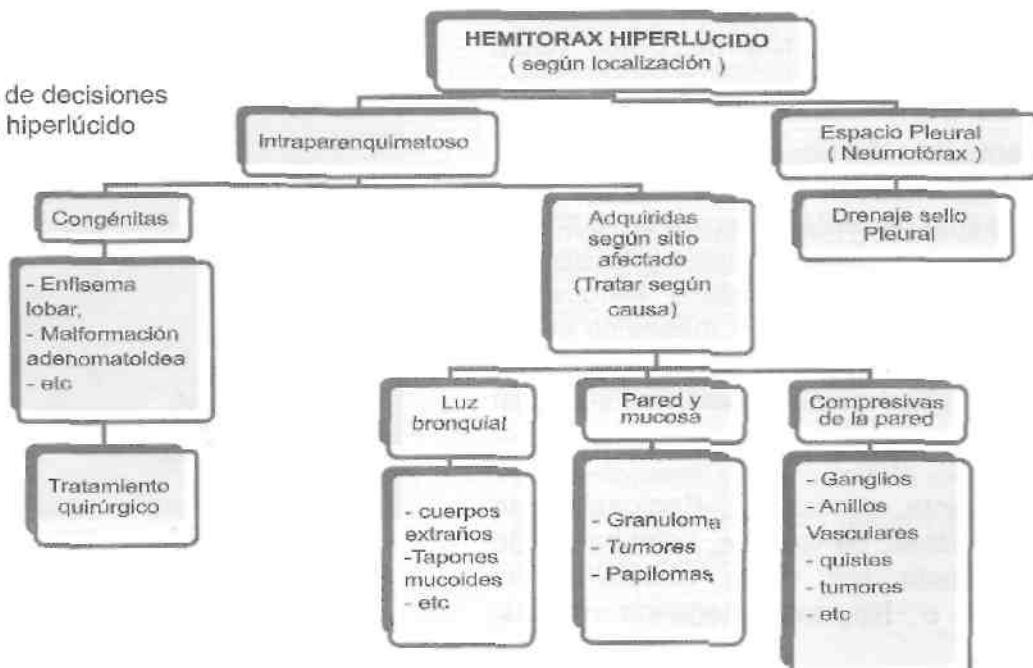 HEMITORAX HIPERLUCIDO
( según localización )
de decisiones
hiperlúcido
Intraparenquimatoso
Espacio Pleural
( Neumotórax )
Congénitas
Adquiridas
según sitio
afectado
(Tratar según
causa)
Drenaje sello
Pleural
- Enfisema
lobar,
- Malformación
adenomatoidea
- etc
Tratamiento
quirúrgico
Luz
bronquial
Pared y
mucosa
Compresivas
de la pared
- cuerpos
extraños
-Tapones
mucoides
- etc
- Granuloma
- Tumores
- Papilomas
- Ganglios
- Anillos
Vasculares
- quistes
- tumores
- etc